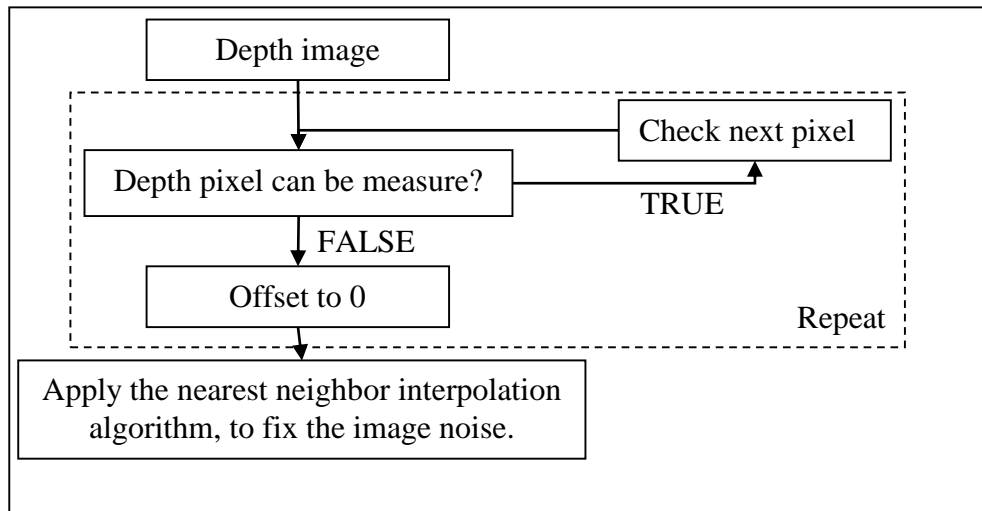 Depth image
Check next pixel
Depth pixel can be measure?
TRUE
FALSE
Offset to 0
Repeat
Apply the nearest neighbor interpolation
algorithm, to fix the image noise.